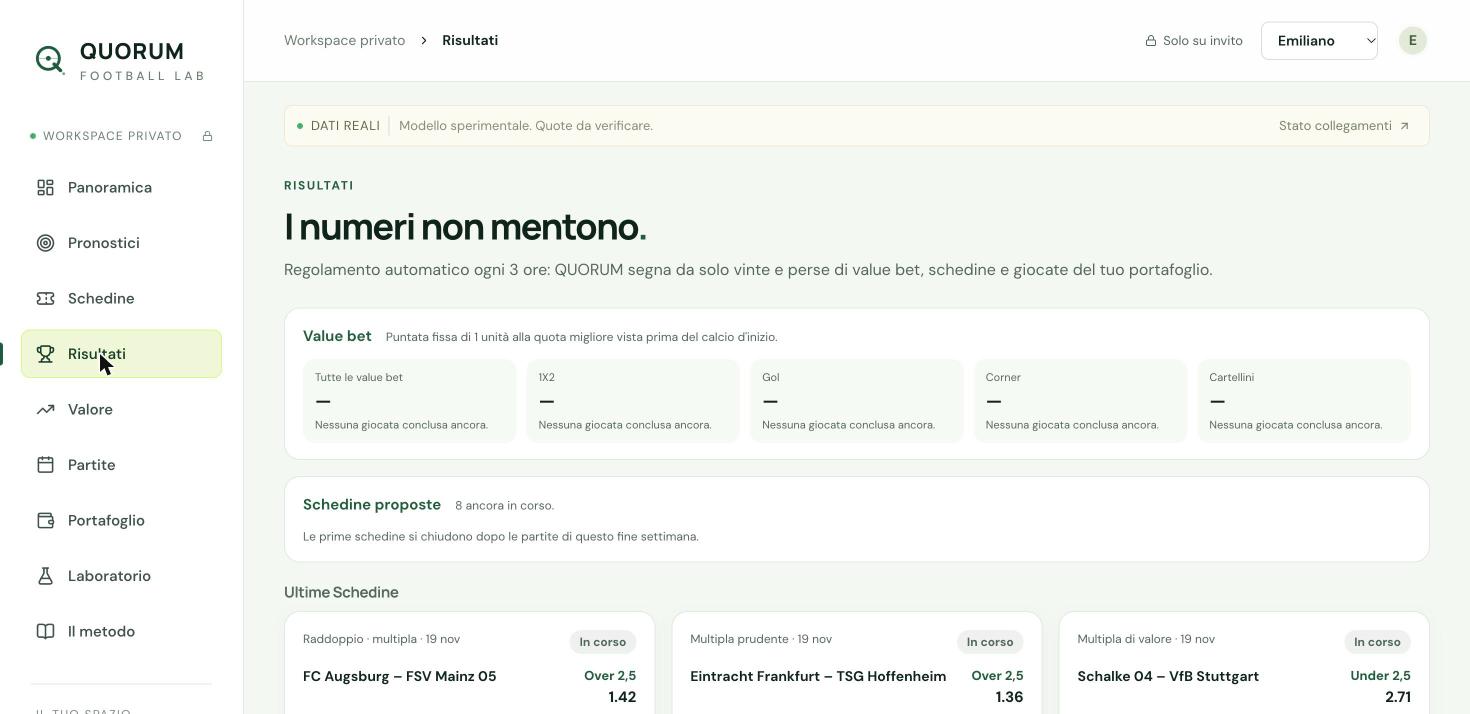 QUORUM
FOOTBALL LAB
WORKSPACE PRIVATO
Panoramica
Pronostici
Schedine
Risultati
Valore
Partite
Portafoglio
Laboratorio
Il metodo
IL TUO SPAZIO
Workspace privato > Risultati
Solo su invito
Emiliano
E
DATI REALI Modello sperimentale. Quote da verificare.
Stato collegamenti
RISULTATI
I numeri non mentono.
Regolamento automatico ogni 3 ore: QUORUM segna da solo vinte e perse di value bet, schedine e giocate del tuo portafoglio.
Value bet Puntata fissa di 1 unità alla quota migliore vista prima del calcio d'inizio.
Tutte le value bet
—
Nessuna giocata conclusa ancora.
1X2
—
Nessuna giocata conclusa ancora.
Gol
—
Nessuna giocata conclusa ancora.
Corner
—
Nessuna giocata conclusa ancora.
Cartellini
—
Nessuna giocata conclusa ancora.
Schedine proposte 8 ancora in corso.
Le prime schedine si chiudono dopo le partite di questo fine settimana.
Ultime Schedine
Raddoppio · multipla · 19 nov In corso
FC Augsburg – FSV Mainz 05 Over 2,5
1.42
Multipla prudente · 19 nov In corso
Eintracht Frankfurt – TSG Hoffenheim Over 2,5
1.36
Multipla di valore · 19 nov In corso
Schalke 04 – VfB Stuttgart Under 2,5
2.71